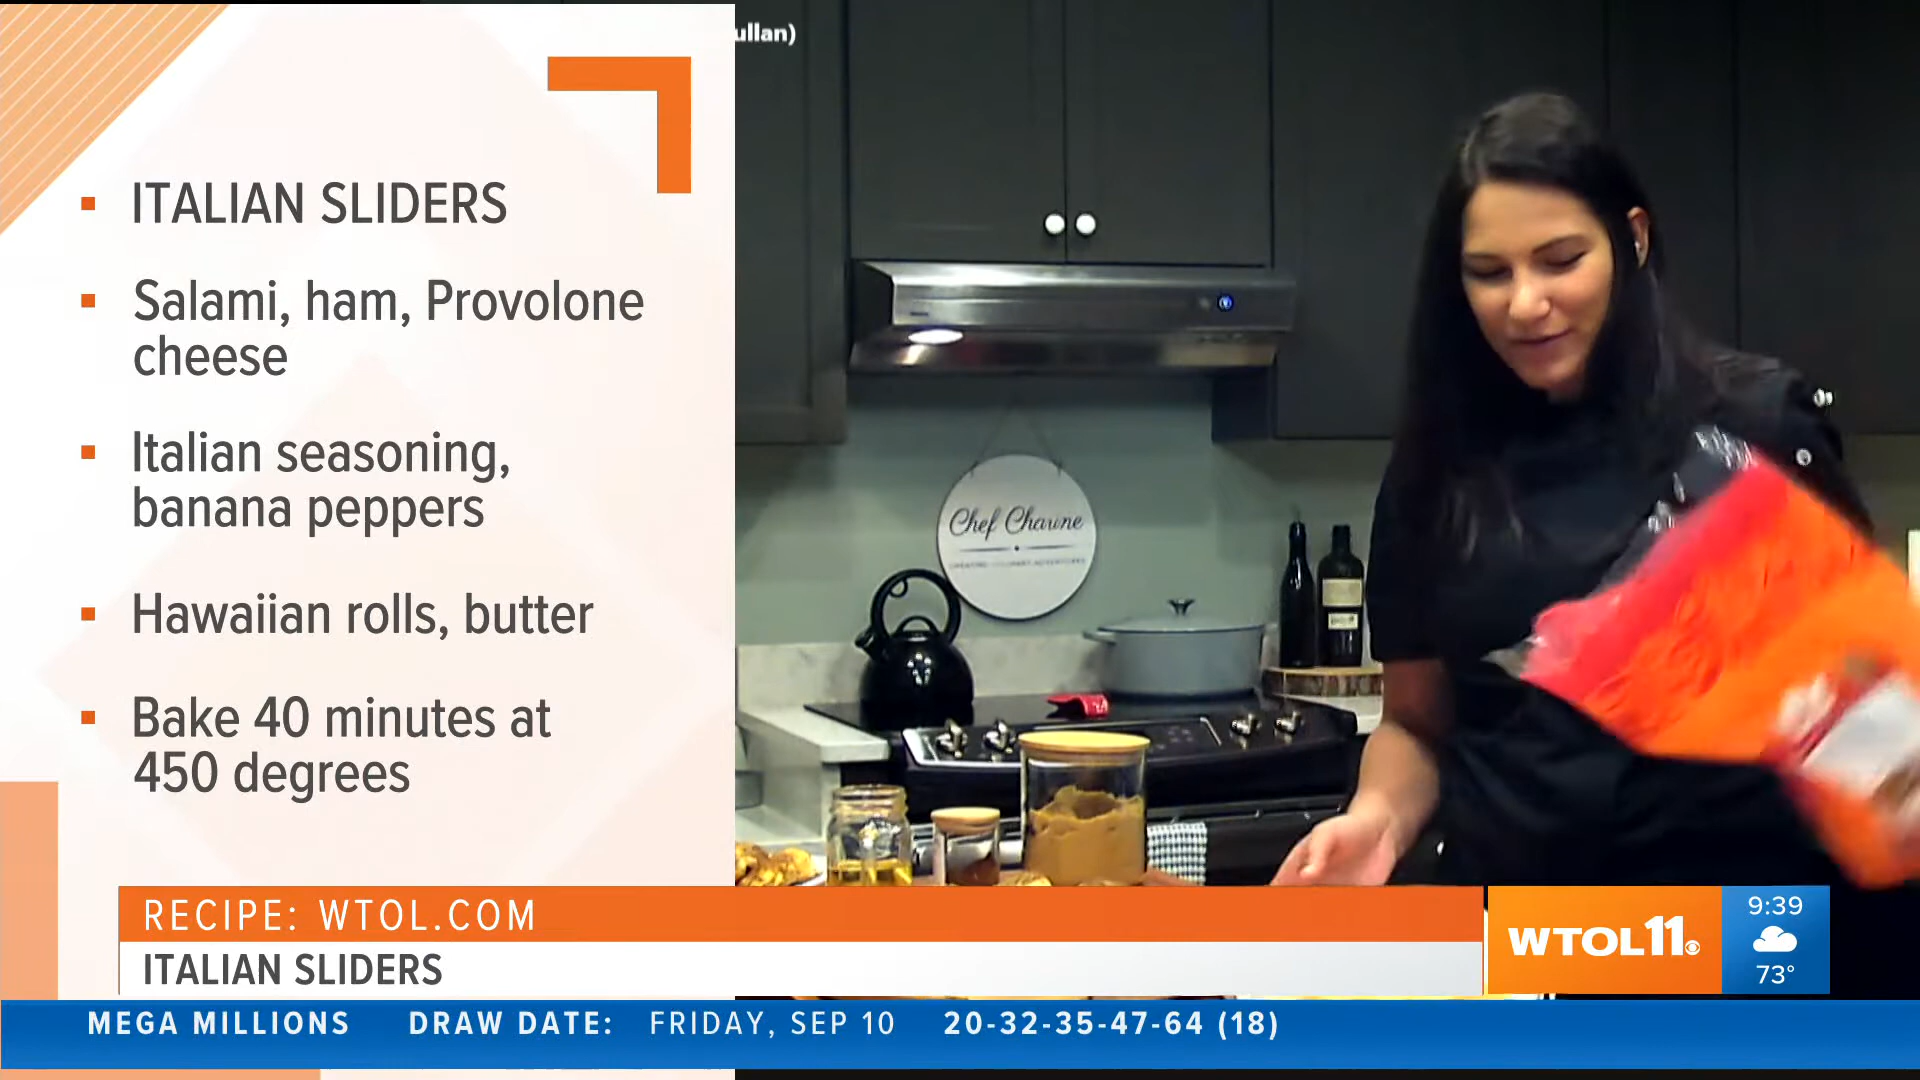 ullan)
ITALIAN SLIDERS
Salami, ham, Provolone
cheese
Italian seasoning,
banana peppers
Hawaiian rolls, butter
Bake 40 minutes at
450 degrees
Chef Charine
RECIPE: WTOL.COM
ITALIAN SLIDERS
WTOL11
9:39
73°
MEGA MILLIONS DRAW DATE: FRIDAY, SEP 10 20-32-35-47-64 (18)